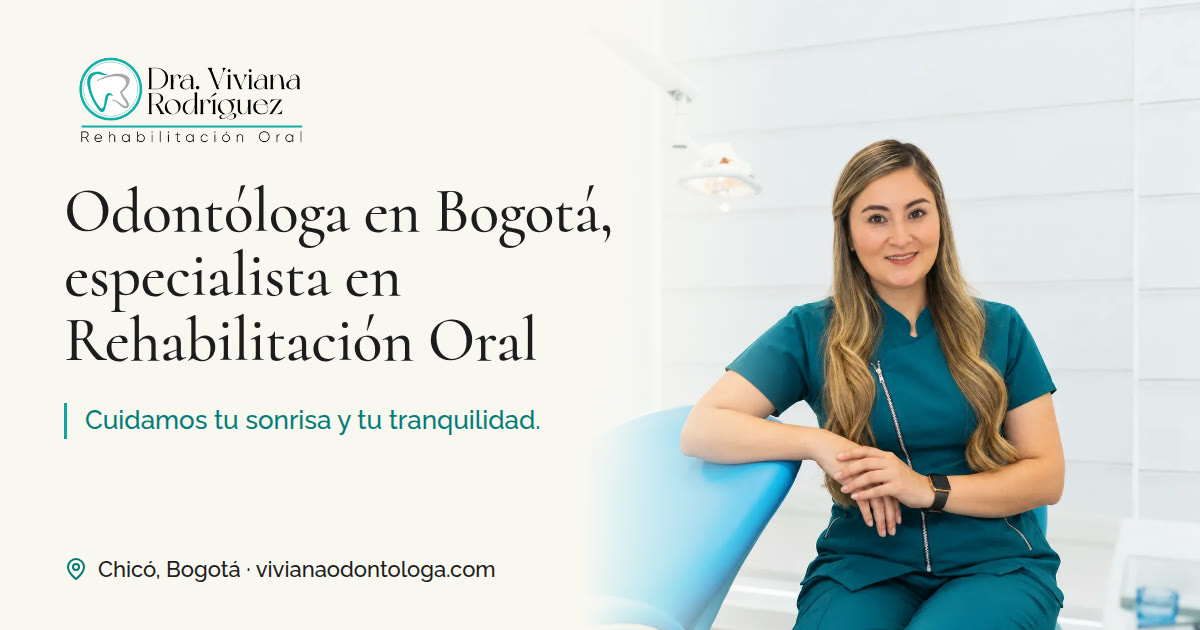 Dra. Viviana
Rodríguez
Rehabilitación Oral
Odontóloga en Bogotá,
especialista en
Rehabilitación Oral
Cuidamos tu sonrisa y tu tranquilidad.
Chicó, Bogotá · vivianaodontologa.com